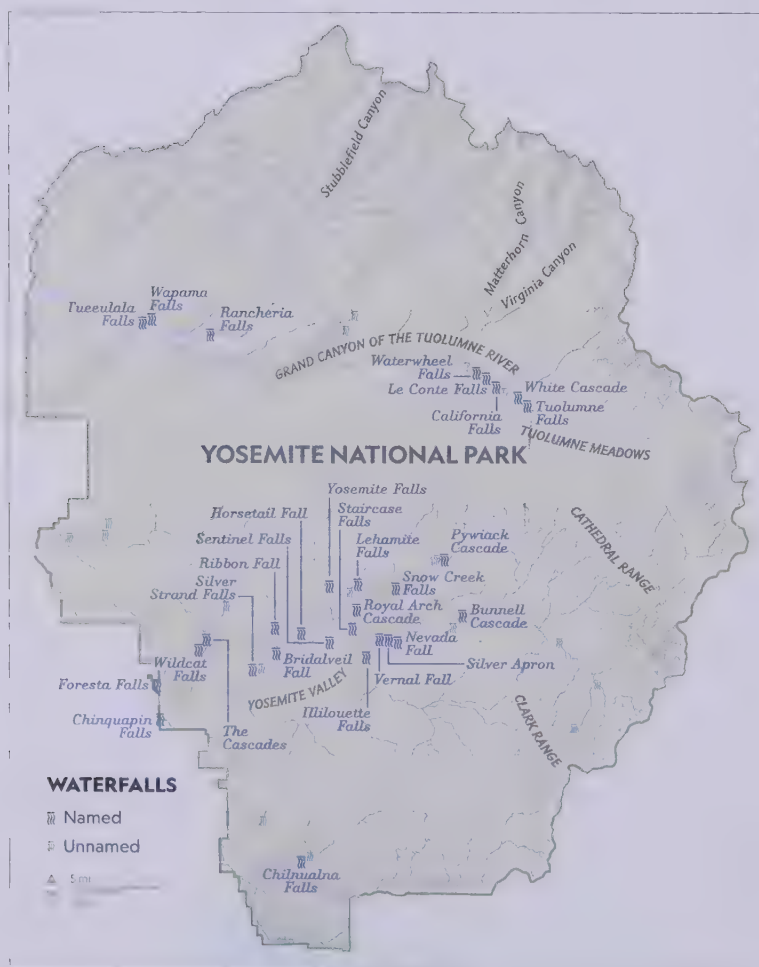 Stubblefield Canyon
Matterhorn Canyon
Virginia Canyon
Wapama
Falls
Tueeulala
Falls
Rancheria
Falls
GRAND CANYON OF THE TUOLUMNE RIVER
Waterwheel
Falls
Le Conte Falls
White Cascade
California
Falls
Tuolumne
Falls
TUOLUMNE MEADOWS
YOSEMITE NATIONAL PARK
Yosemite Falls
Horsetail Fall
Staircase
Falls
Sentinel Falls
Lehamite
Falls
Pywiack
Cascade
CATHEDRAL RANGE
Ribbon Fall
Snow Creek
Falls
Silver
Strand Falls
Royal Arch
Cascade
Bunnell
Cascade
Nevada
Fall
Wildcat
Falls
Bridalveil
Fall
Silver Apron
Foresta Falls
YOSEMITE VALLEY
Vernal Fall
Chinquapin
Falls
The
Cascades
Illilouette
Falls
CLARK RANGE
WATERFALLS
Named
Unnamed
5 mi
Chilnualna
Falls